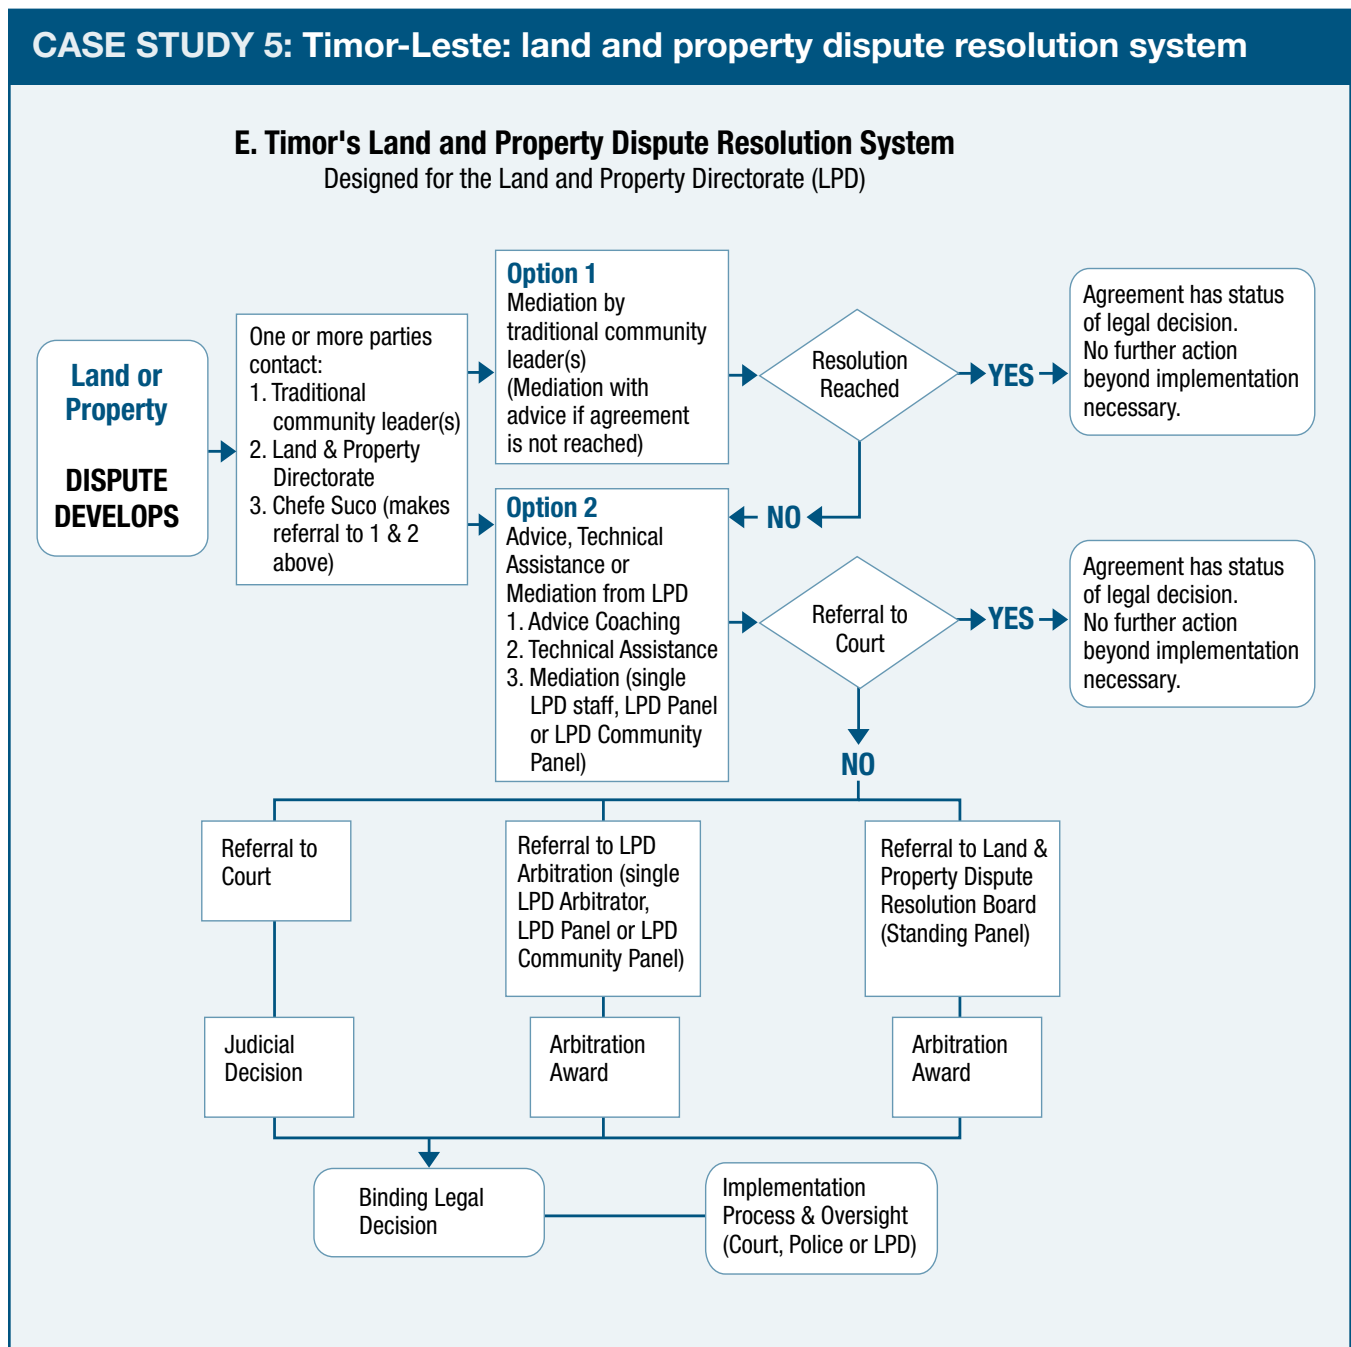 CASE STUDY 5: Timor-Leste: land and property dispute resolution system
E. Timor's Land and Property Dispute Resolution System
Designed for the Land and Property Directorate (LPD)
Land or
Property
DISPUTE
DEVELOPS
One or more parties
contact:
1. Traditional
community leader(s)
2. Land & Property
Directorate
3. Chefe Suco (makes
referral to 1 & 2
above)
Option 1
Mediation by
traditional community
leader(s)
(Mediation with
advice if agreement
is not reached)
Resolution
Reached
YES
Agreement has status
of legal decision.
No further action
beyond implementation
necessary.
NO
Option 2
Advice, Technical
Assistance or
Mediation from LPD
1. Advice Coaching
2. Technical Assistance
3. Mediation (single
LPD staff, LPD Panel
or LPD Community
Panel)
Referral to
Court
YES
Agreement has status
of legal decision.
No further action
beyond implementation
necessary.
NO
Referral to
Court
Referral to LPD
Arbitration (single
LPD Arbitrator,
LPD Panel or LPD
Community Panel)
Referral to Land &
Property Dispute
Resolution Board
(Standing Panel)
Judicial
Decision
Arbitration
Award
Arbitration
Award
Binding Legal
Decision
Implementation
Process & Oversight
(Court, Police or LPD)